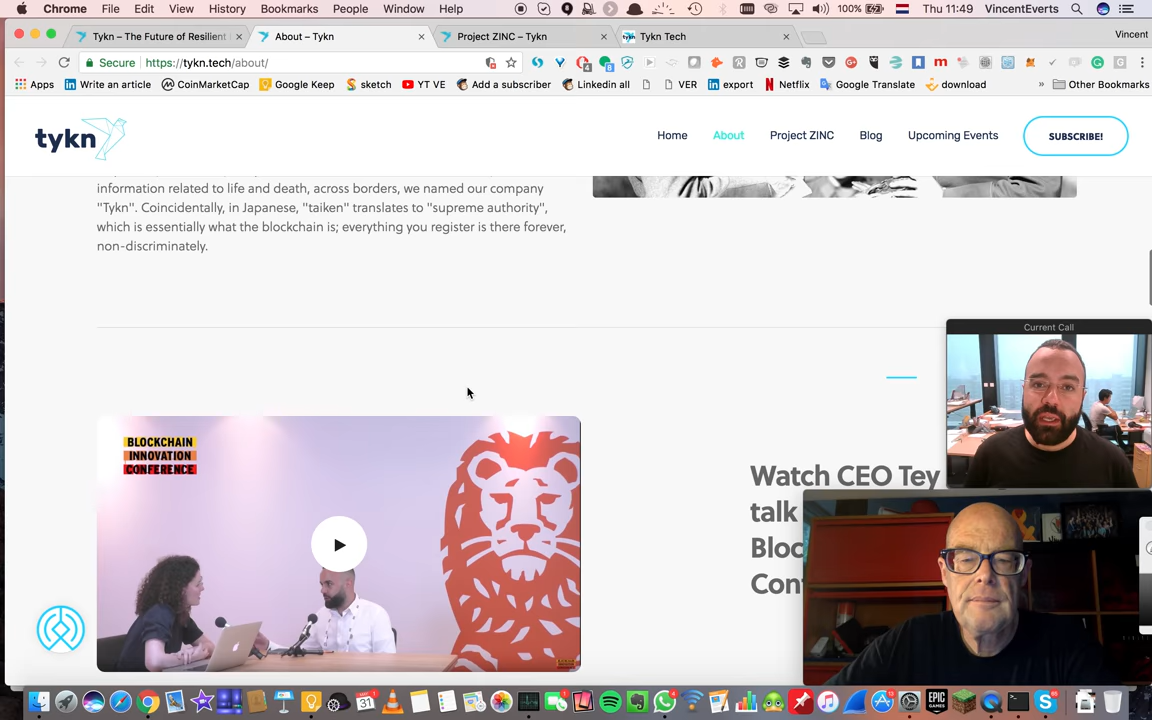 Chrome File Edit View History Bookmarks People Window Help 100% Thu 11:49 VincentEverts
Tykn – The Future of Resilient
About – Tykn
Project ZINC – Tykn
Tykn Tech
Vincent
Secure https://tykn.tech/about/
Apps Write an article CoinMarketCap Google Keep sketch YT VE Add a subscriber Linkedin all VER export Netflix Google Translate download » Other Bookmarks
tykn
Home About Project ZINC Blog Upcoming Events SUBSCRIBE!
information related to life and death, across borders, we named our company
"Tykn". Coincidentally, in Japanese, "taiken" translates to "supreme authority",
which is essentially what the blockchain is; everything you register is there forever,
non-discriminately.
Current Call
BLOCKCHAIN
INNOVATION
CONFERENCE
Watch CEO Tey
talk
Bloc
Con
EPIC
GAMES